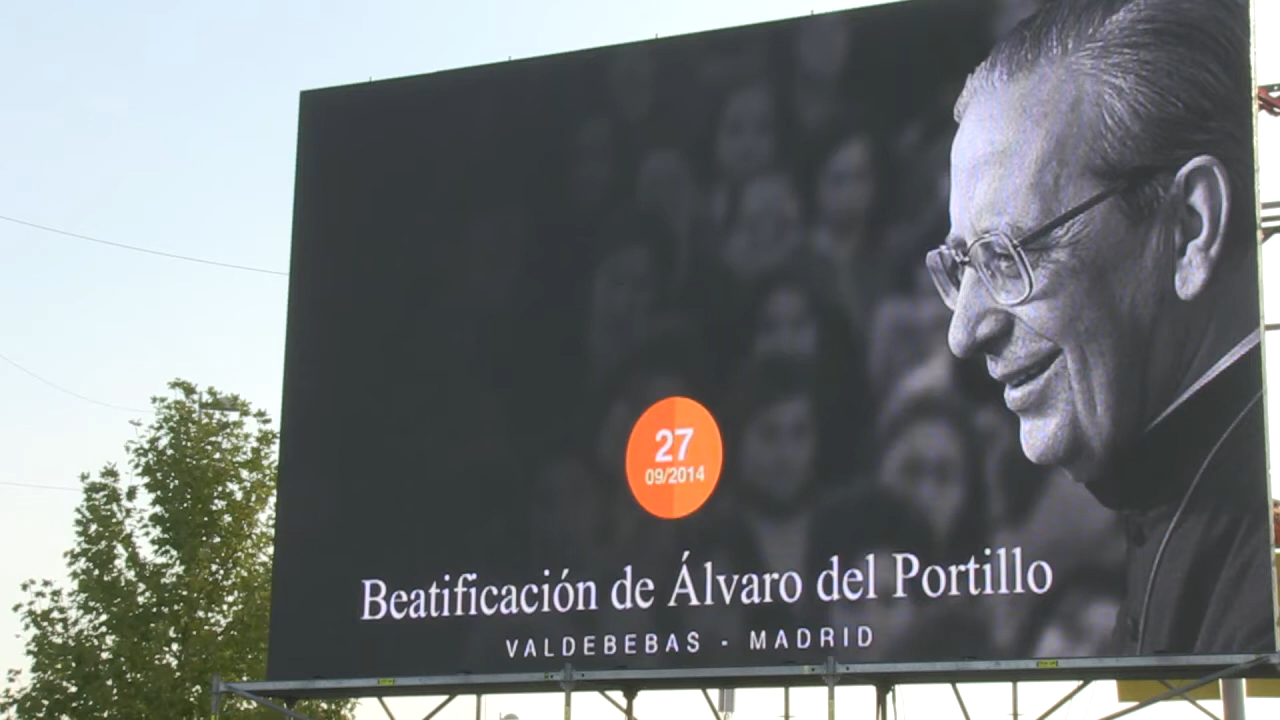 27
09/2014
Beatificación de Álvaro del Portillo
VALDEBEBAS - MADRID